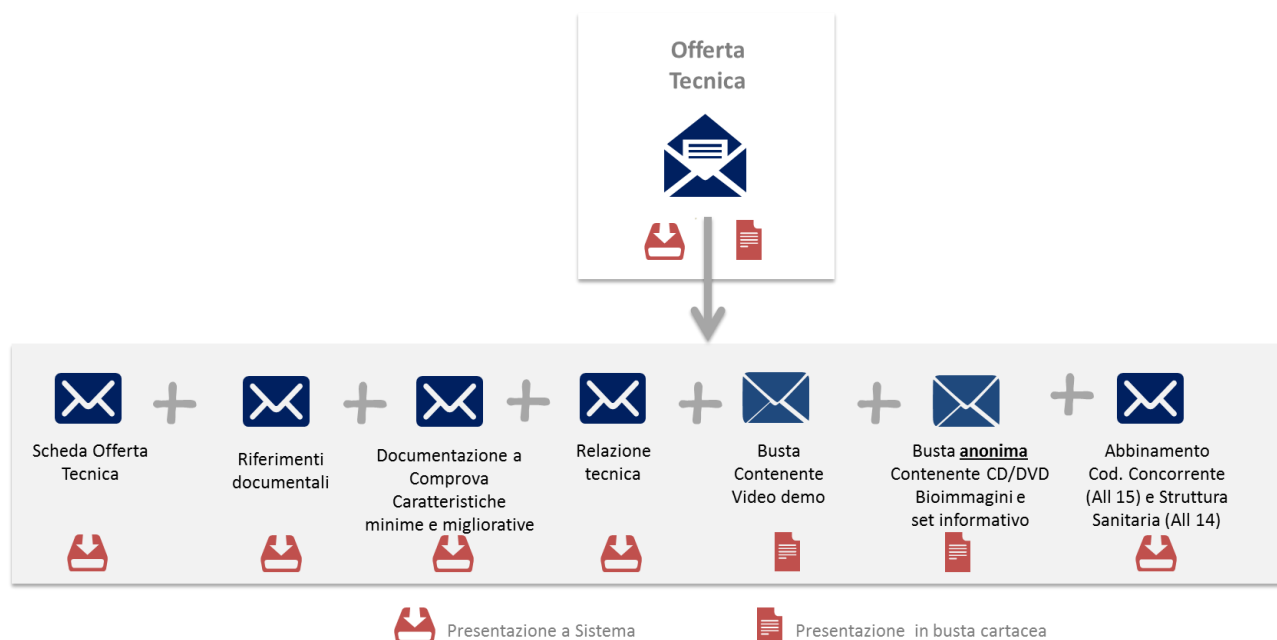 Offerta
Tecnica
Scheda Offerta
Tecnica
Riferimenti
documentali
Documentazione a
Comprova
Caratteristiche
minime e migliorative
Relazione
tecnica
Busta
Contenente
Video demo
Busta anonima
Contenente CD/DVD
Bioimmagini e
set informativo
Abbinamento
Cod. Concorrente
(All 15) e Struttura
Sanitaria (All 14)
Presentazione a Sistema
Presentazione in busta cartacea